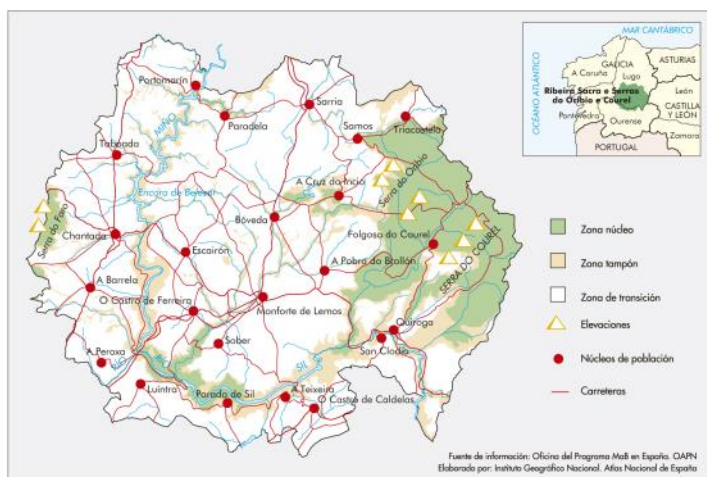 Portomarín
MIÑO
Paradela
Sarria
Samos
Triacastela
Taboada
Encoro de Belesar
A Cruz do Incio
Serra do Oribio
Serra do Faro
Chantada
Bóveda
Escairón
Folgoso do Courel
SERRA DO COUREL
A Pobra do Brollón
A Barrela
O Castro de Ferreira
Monforte de Lemos
Quiroga
San Clodio
Sober
A Peroxa
SIL
Luintra
Parada de Sil
A Teixeira
O Castro de Caldelas
MAR CANTÁBRICO
OCÉANO ATLÁNTICO
GALICIA
ASTURIAS
A Coruña
Lugo
Ribeira Sacra e Serras
do Oribio e Courel
León
CASTILLA
Y LEÓN
Pontevedra
Ourense
Zamora
PORTUGAL
Zona núcleo
Zona tampón
Zona de transición
Elevaciones
Núcleos de población
Carreteras
Fuente de información: Oficina del Programa MaB en España. OAPN
Elaborado por: Instituto Geográfico Nacional. Atlas Nacional de España